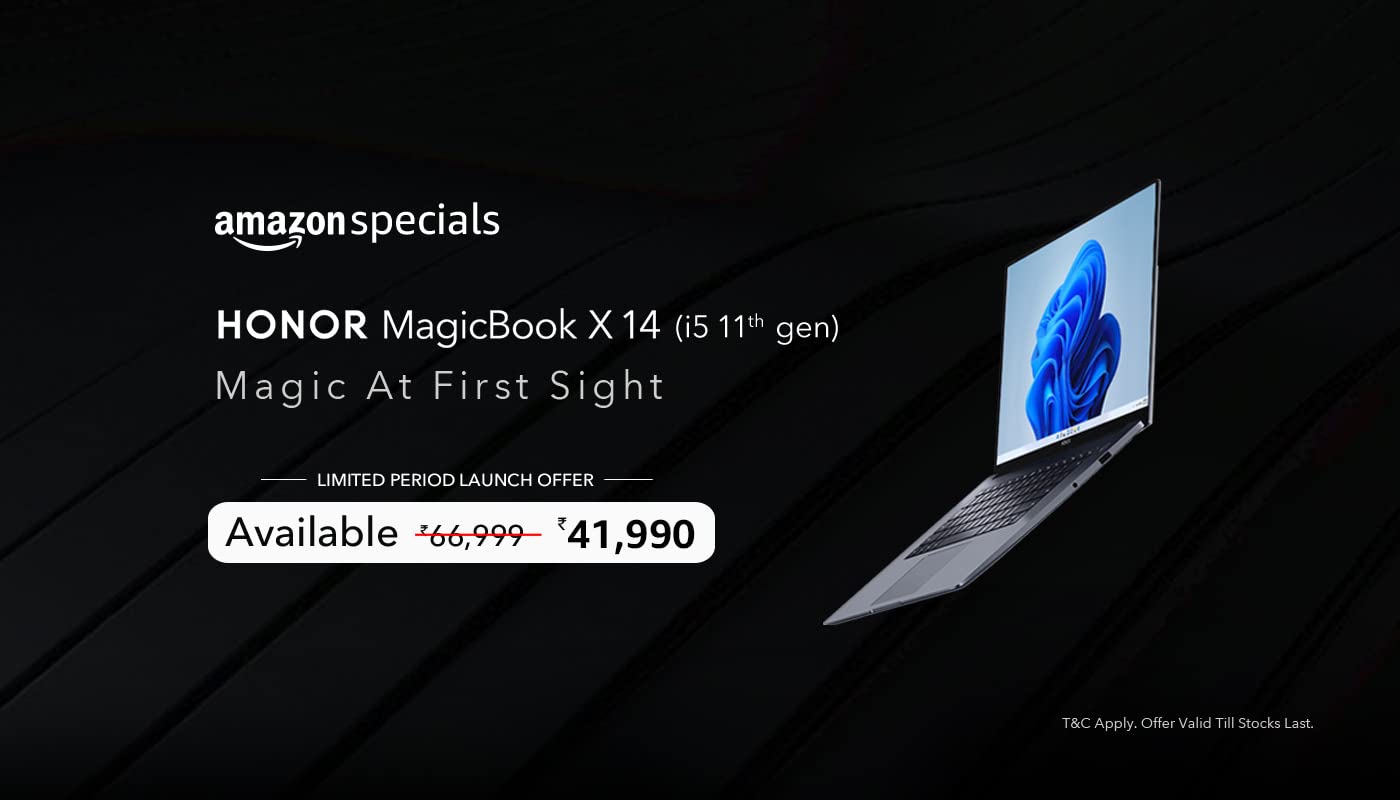 amazonspecials
HONOR MagicBook X 14 (i5 11th gen)
Magic At First Sight
LIMITED PERIOD LAUNCH OFFER
Available ₹66,999 ₹41,990
T&C Apply. Offer Valid Till Stocks Last.